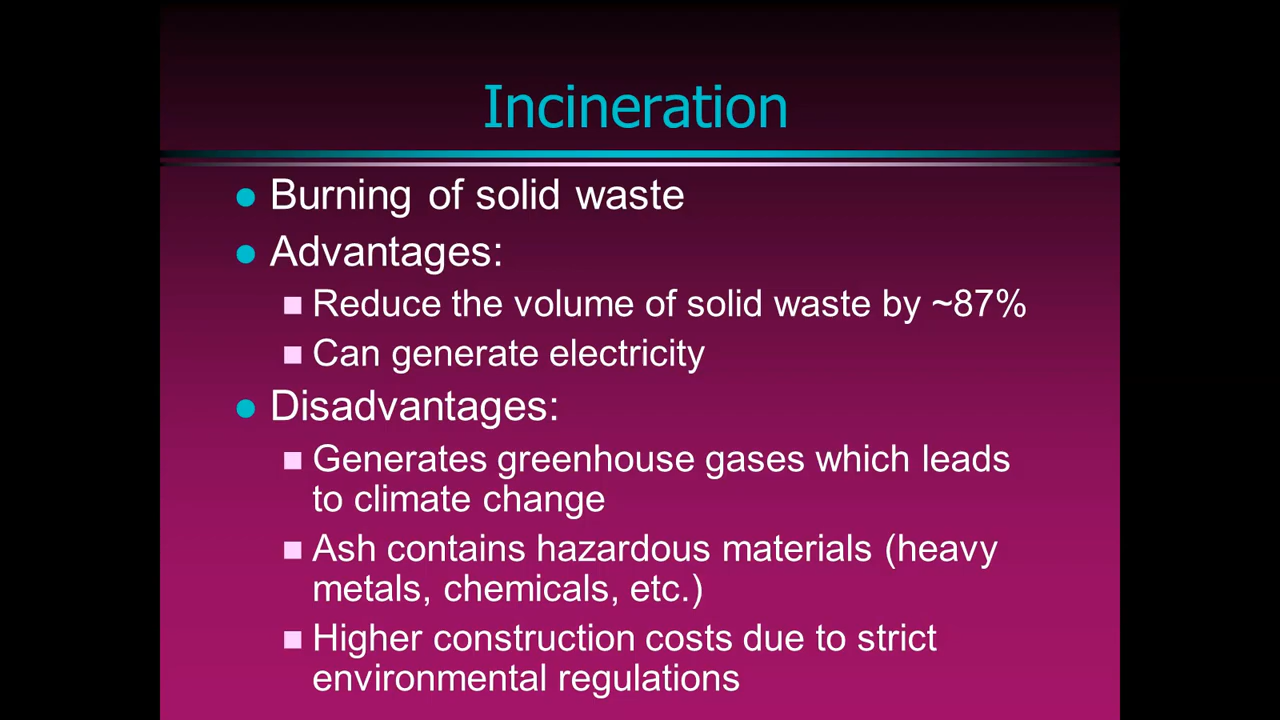 Incineration
Burning of solid waste
Advantages:
Reduce the volume of solid waste by ~87%
Can generate electricity
Disadvantages:
Generates greenhouse gases which leads
to climate change
Ash contains hazardous materials (heavy
metals, chemicals, etc.)
Higher construction costs due to strict
environmental regulations